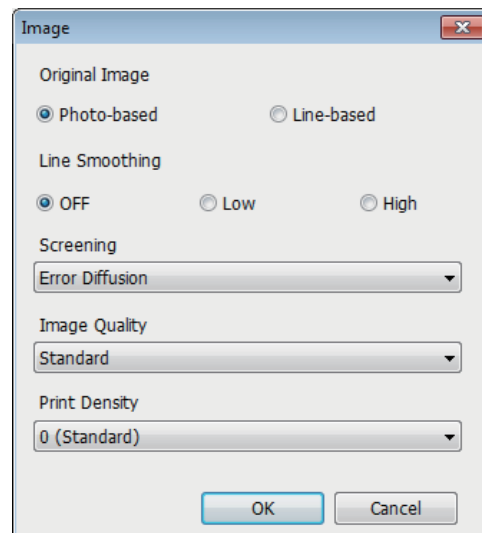 Image
Original Image
Photo-based Line-based
Line Smoothing
OFF Low High
Screening
Error Diffusion
Image Quality
Standard
Print Density
0 (Standard)
OK Cancel